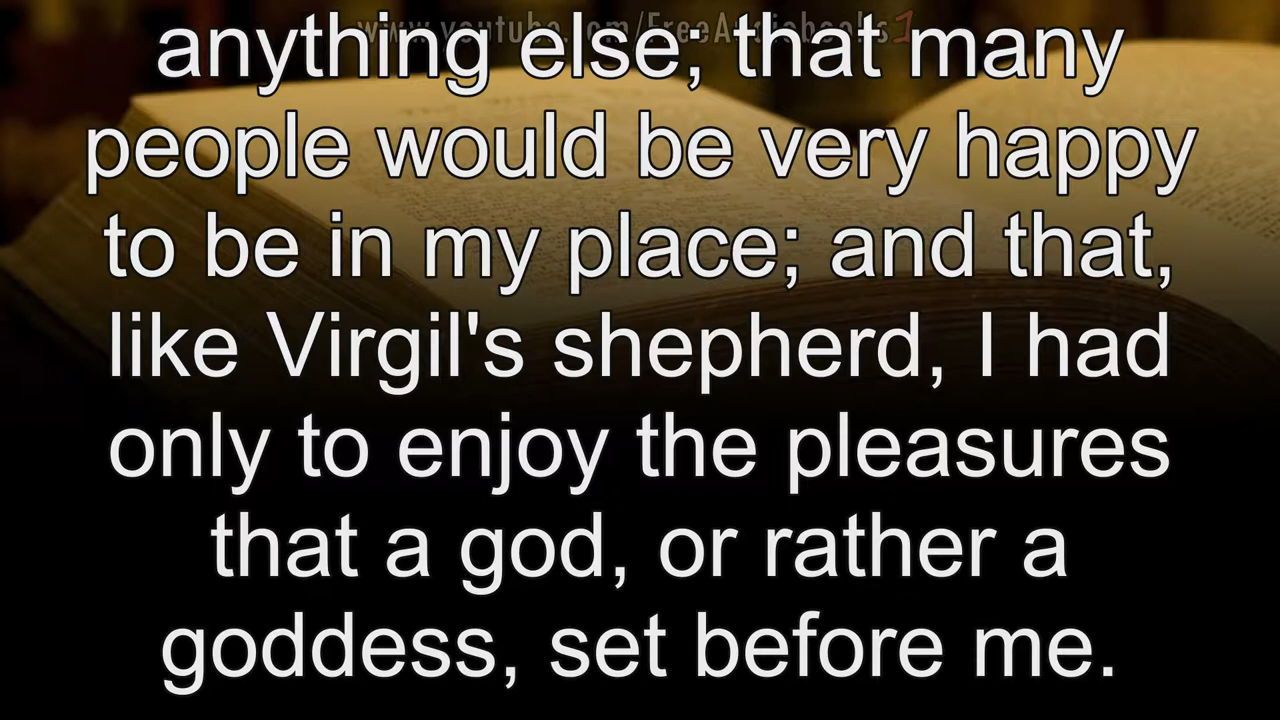 www.youtube.com/FreeAudiobooks1
anything else; that many
people would be very happy
to be in my place; and that,
like Virgil's shepherd, I had
only to enjoy the pleasures
that a god, or rather a
goddess, set before me.